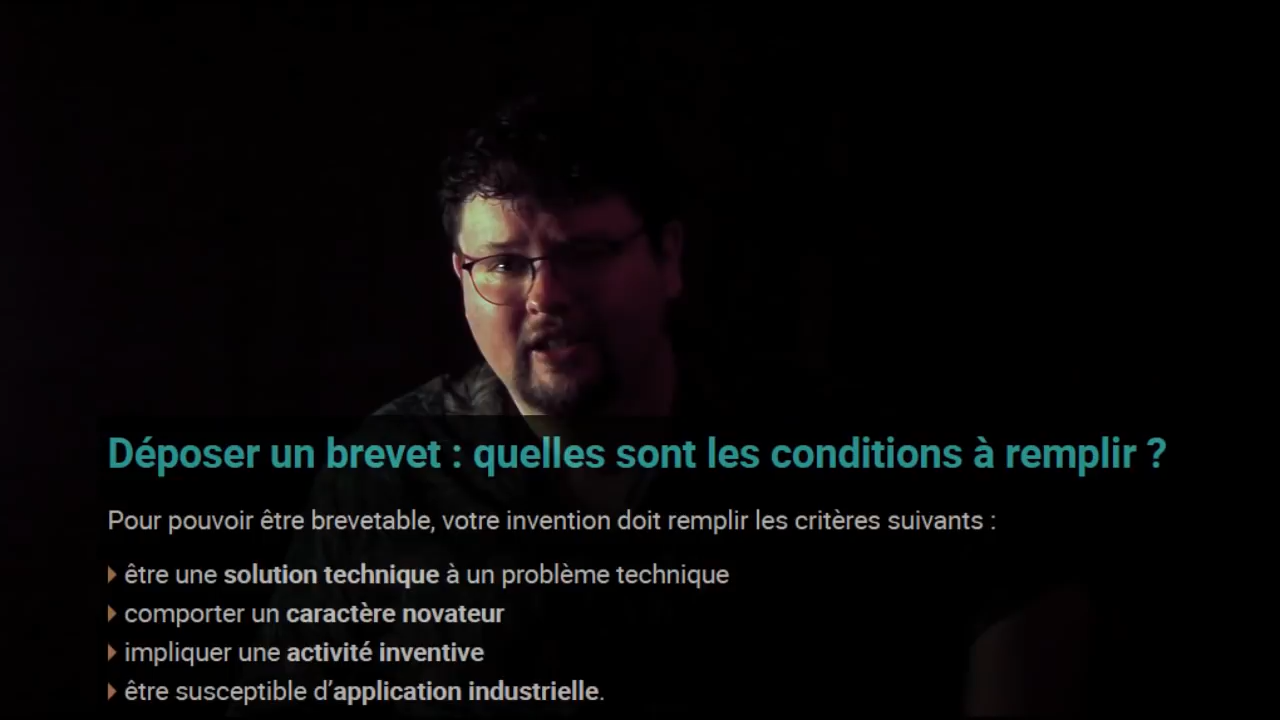 Déposer un brevet : quelles sont les conditions à remplir ?
Pour pouvoir être brevetable, votre invention doit remplir les critères suivants :
être une solution technique à un problème technique
comporter un caractère novateur
impliquer une activité inventive
être susceptible d’application industrielle.